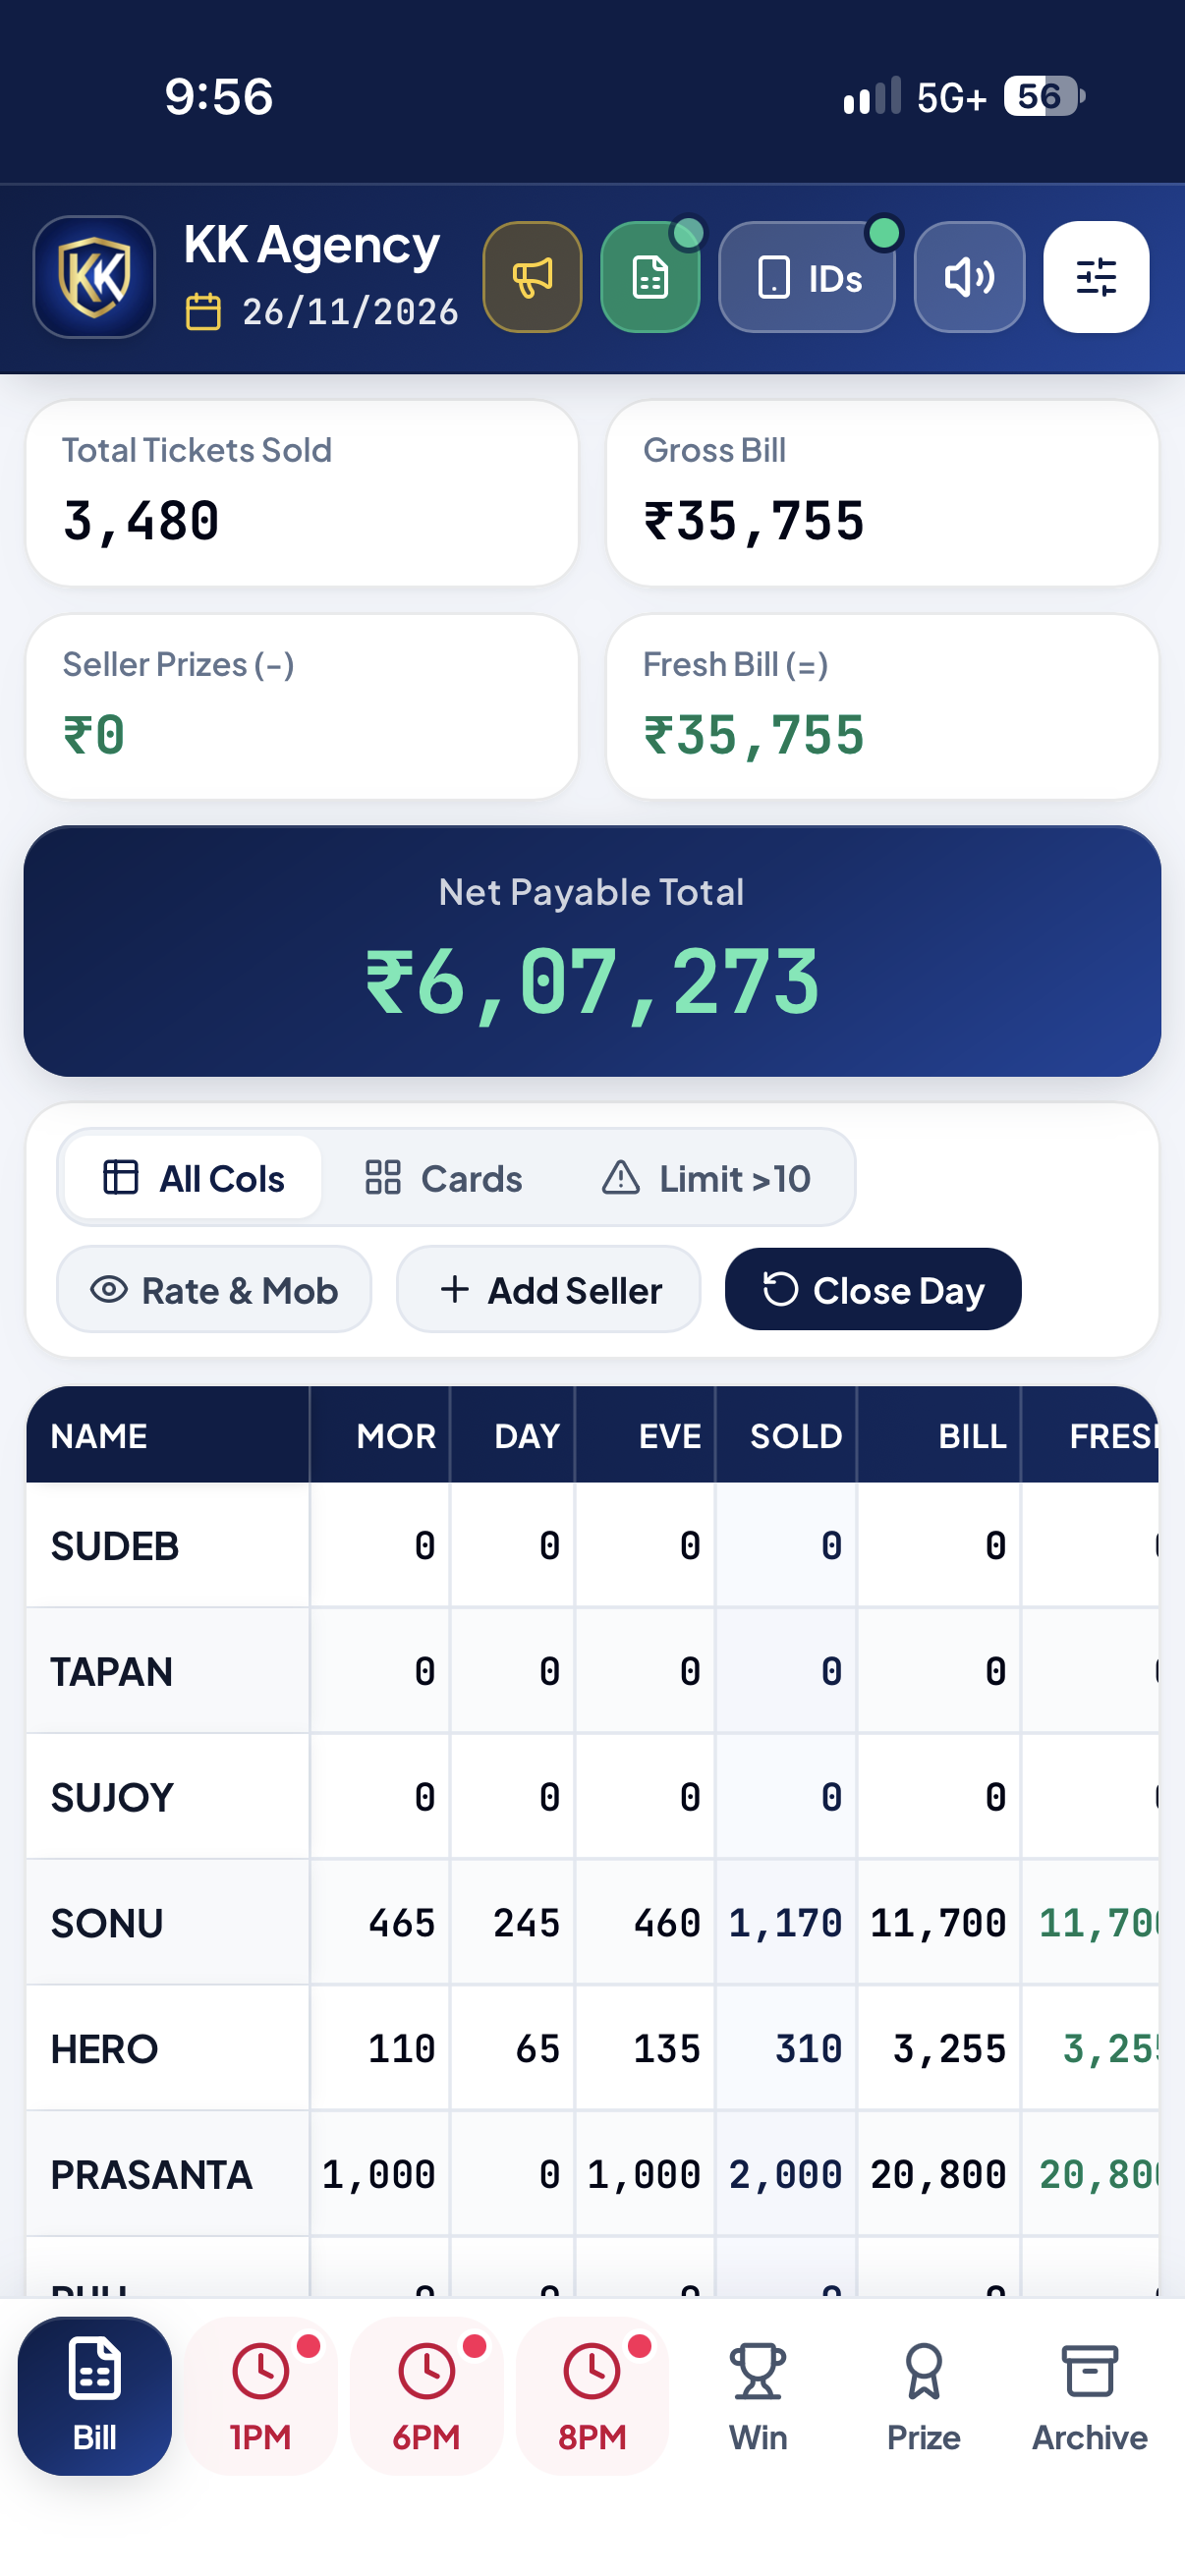 9:56 5G+ 56
KK
KK Agency
26/11/2026
IDs
Total Tickets Sold
3,480
Gross Bill
₹35,755
Seller Prizes (-)
₹0
Fresh Bill (=)
₹35,755
Net Payable Total
₹6,07,273
All Cols Cards Limit >10
Rate & Mob Add Seller Close Day
NAME MOR DAY EVE SOLD BILL
SUDEB 0 0 0 0 0
TAPAN 0 0 0 0 0
SUJOY 0 0 0 0 0
SONU 465 245 460 1,170 11,700
HERO 110 65 135 310 3,255
PRASANTA 1,000 0 1,000 2,000 20,800
Bill 1PM 6PM 8PM Win Prize Archive